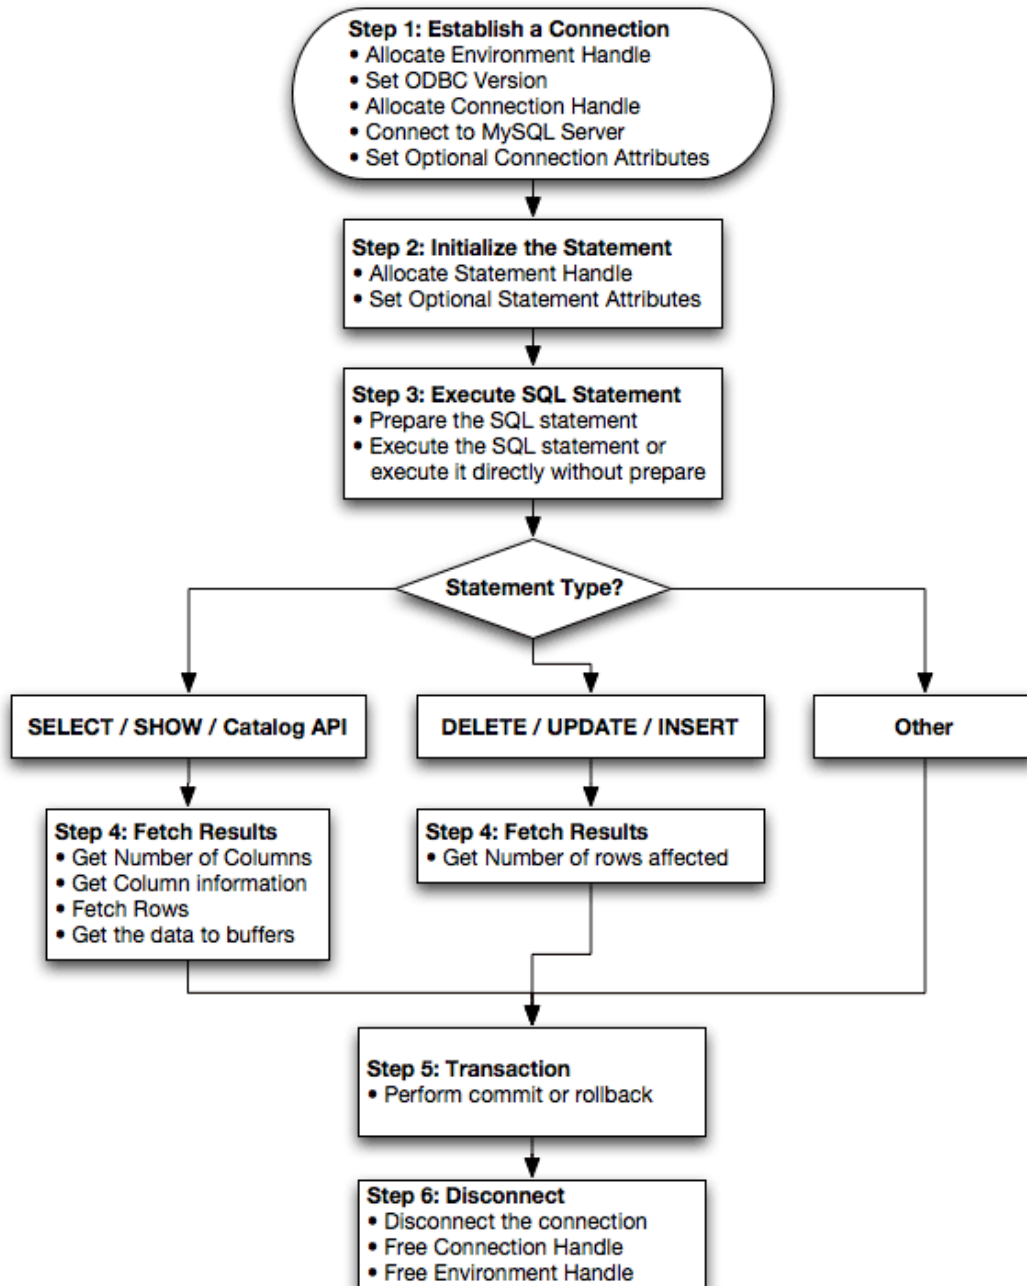 Step 1: Establish a Connection
• Allocate Environment Handle
• Set ODBC Version
• Allocate Connection Handle
• Connect to MySQL Server
• Set Optional Connection Attributes
Step 2: Initialize the Statement
• Allocate Statement Handle
• Set Optional Statement Attributes
Step 3: Execute SQL Statement
• Prepare the SQL statement
• Execute the SQL statement or
execute it directly without prepare
Statement Type?
SELECT / SHOW / Catalog API
DELETE / UPDATE / INSERT
Other
Step 4: Fetch Results
• Get Number of Columns
• Get Column information
• Fetch Rows
• Get the data to buffers
Step 4: Fetch Results
• Get Number of rows affected
Step 5: Transaction
• Perform commit or rollback
Step 6: Disconnect
• Disconnect the connection
• Free Connection Handle
• Free Environment Handle